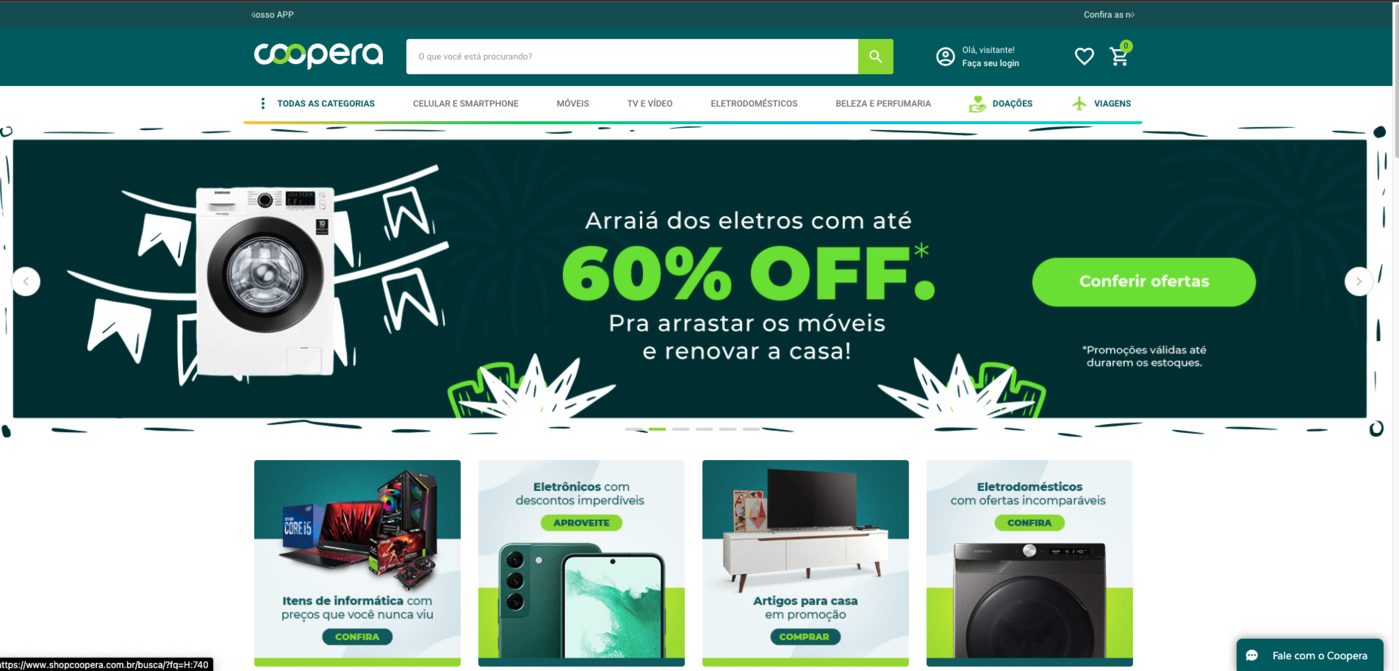 nosso APP
Confira as n
coopera
O que você está procurando?
Olá, visitante!
Faça seu login
0
TODAS AS CATEGORIAS
CELULAR E SMARTPHONE
MÓVEIS
TV E VÍDEO
ELETRODOMÉSTICOS
BELEZA E PERFUMARIA
DOAÇÕES
VIAGENS
SAMSUNG
Arraiá dos eletros com até
60% OFF.*
Pra arrastar os móveis
e renovar a casa!
Conferir ofertas
*Promoções válidas até
durarem os estoques.
CORE i5
Itens de informática com
preços que você nunca viu
CONFIRA
Eletrônicos com
descontos imperdíveis
APROVEITE
Artigos para casa
em promoção
COMPRAR
Eletrodomésticos
com ofertas incomparáveis
CONFIRA
SAMSUNG
Fale com o Coopera
https://www.shopcoopera.com.br/busca/?fq=H:740